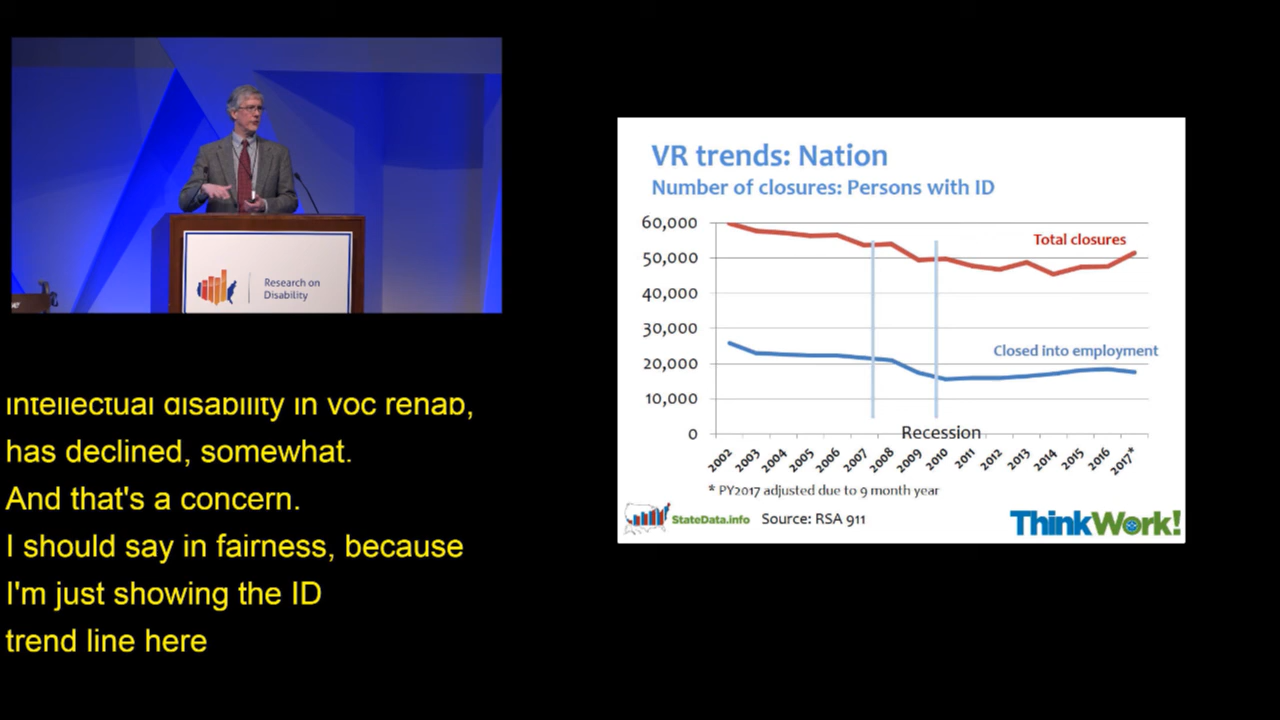 Research on
Disability
intellectual disability in voc rehab,
has declined, somewhat.
And that's a concern.
I should say in fairness, because
I'm just showing the ID
trend line here
VR trends: Nation
Number of closures: Persons with ID
60,000
50,000
40,000
30,000
20,000
10,000
0
Total closures
Closed into employment
Recession
2002 2003 2004 2005 2006 2007 2008 2009 2010 2011 2012 2013 2014 2015 2016 2017*
* PY2017 adjusted due to 9 month year
StateData.info
Source: RSA 911
ThinkWork!